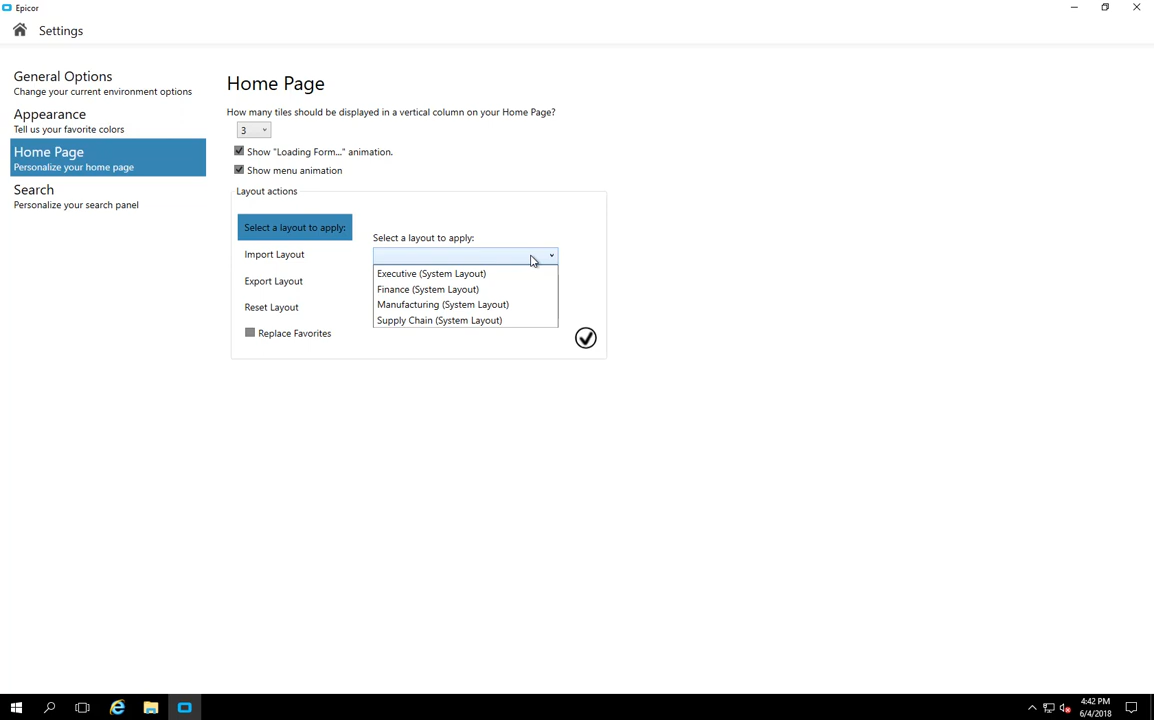 Epicor
Settings
General Options
Change your current environment options
Appearance
Tell us your favorite colors
Home Page
Personalize your home page
Search
Personalize your search panel
Home Page
How many tiles should be displayed in a vertical column on your Home Page?
3
Show "Loading Form..." animation.
Show menu animation
Layout actions
Select a layout to apply:
Import Layout
Export Layout
Reset Layout
Replace Favorites
Select a layout to apply:
Executive (System Layout)
Finance (System Layout)
Manufacturing (System Layout)
Supply Chain (System Layout)
4:42 PM
6/4/2018